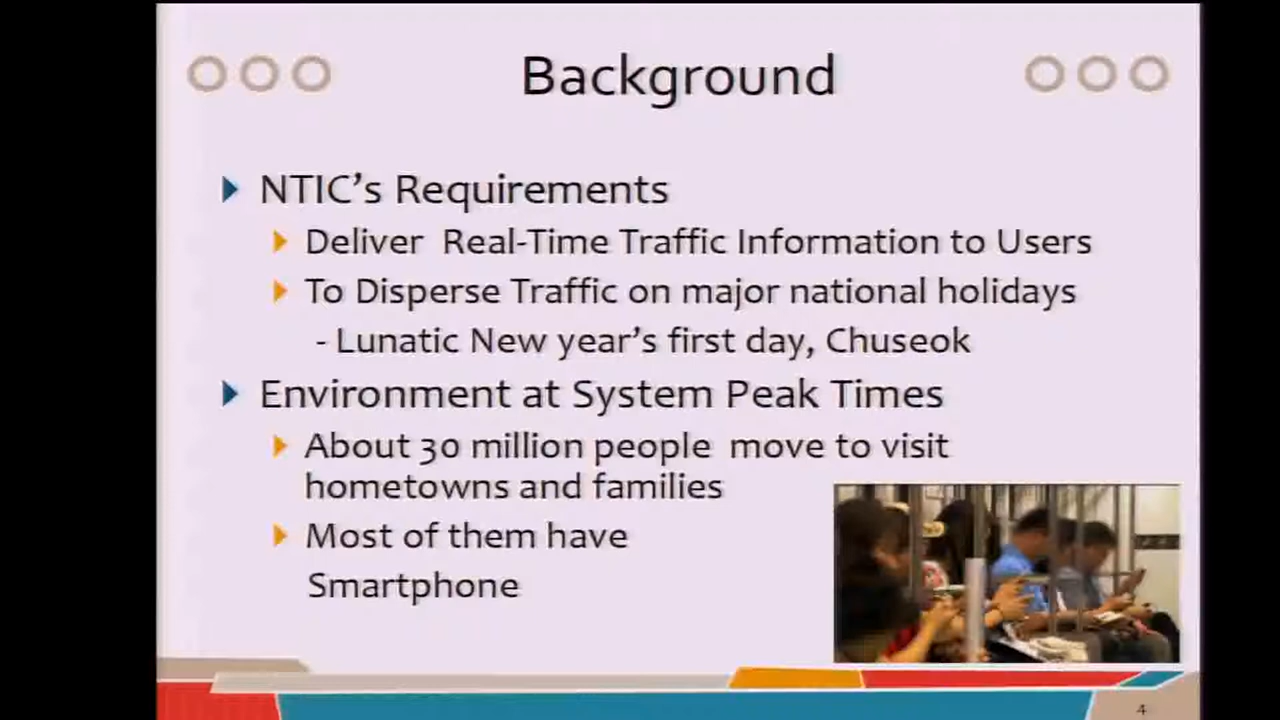 Background
NTIC's Requirements
Deliver Real-Time Traffic Information to Users
To Disperse Traffic on major national holidays
- Lunatic New year's first day, Chuseok
Environment at System Peak Times
About 30 million people move to visit
hometowns and families
Most of them have
Smartphone
4